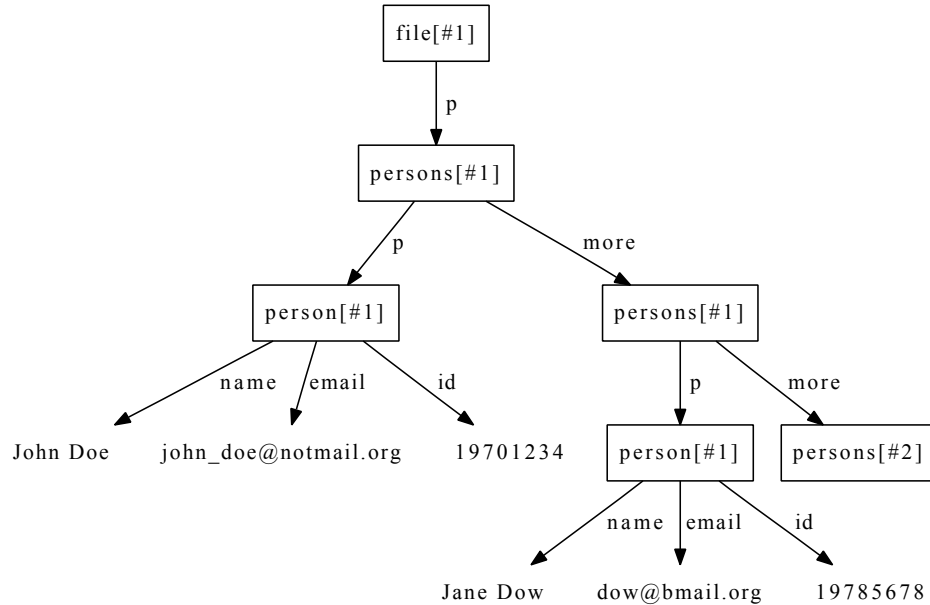 file[#1]
p
persons[#1]
p more
person[#1] persons[#1]
name email id p more
John Doe john_doe@notmail.org 19701234 person[#1] persons[#2]
name email id
Jane Dow dow@bmail.org 19785678